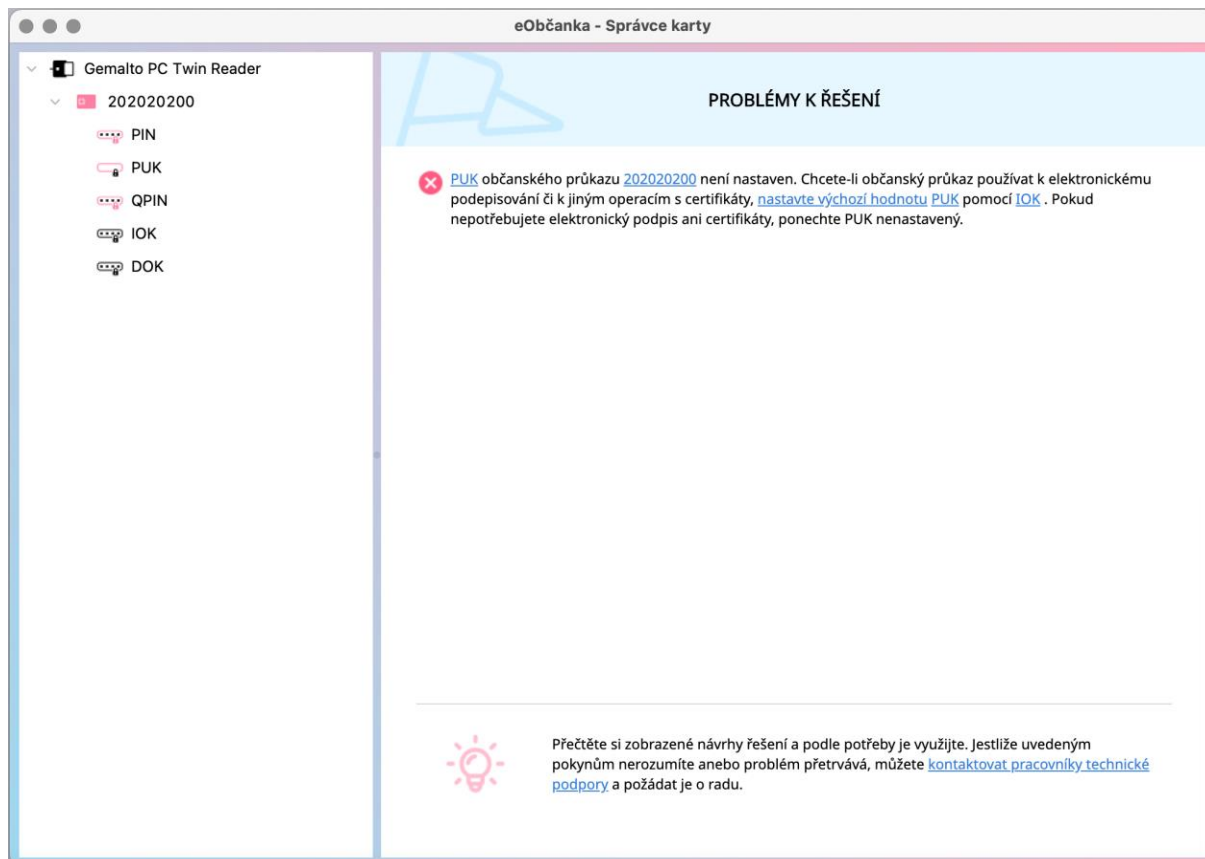 eObčanka - Správce karty
Gemalto PC Twin Reader
202020200
PIN
PUK
QPIN
IOK
DOK
PROBLÉMY K ŘEŠENÍ
PUK občanského průkazu 202020200 není nastaven. Chcete-li občanský průkaz používat k elektronickému
podepisování či k jiným operacím s certifikáty, nastavte výchozí hodnotu PUK pomocí IOK . Pokud
nepotřebujete elektronický podpis ani certifikáty, ponechte PUK nenastavený.
Přečtěte si zobrazené návrhy řešení a podle potřeby je využijte. Jestliže uvedeným
pokynům nerozumíte anebo problém přetrvává, můžete kontaktovat pracovníky technické
podpory a požádat je o radu.